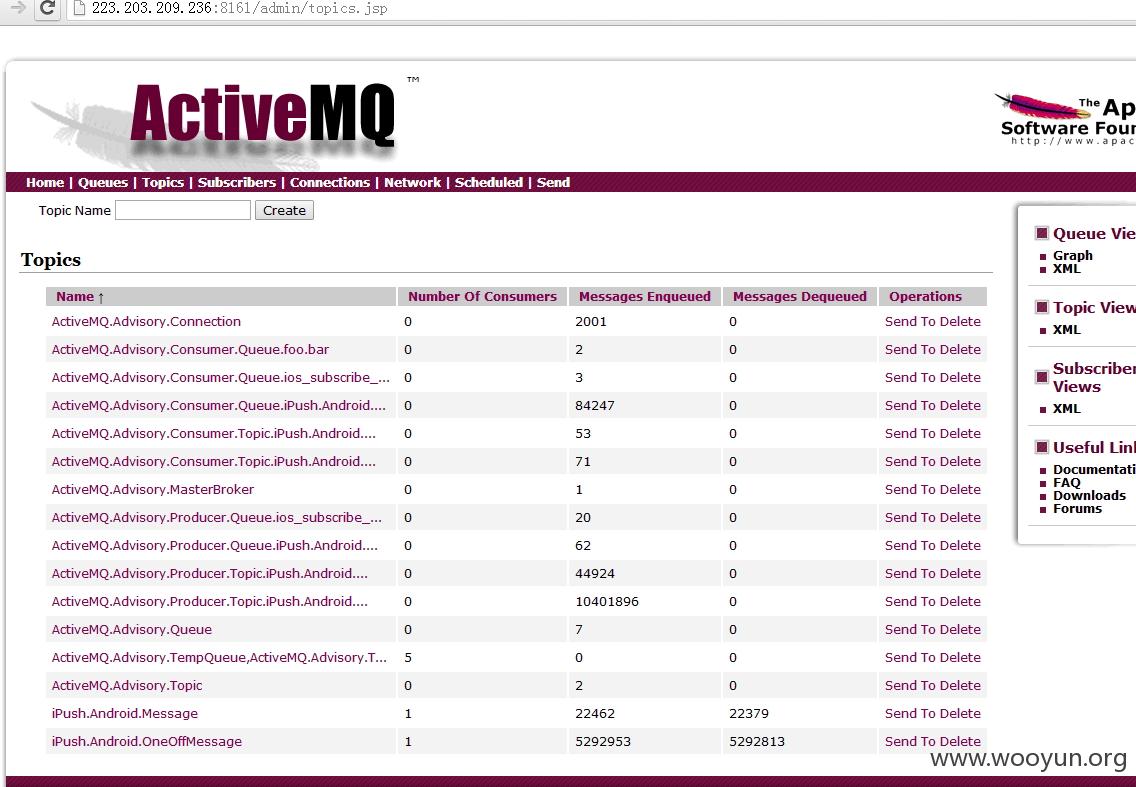 223.203.209.236:8161/admin/topics.jsp
ActiveMQ ™
The Ap
Software Four
http://www.apac
Home | Queues | Topics | Subscribers | Connections | Network | Scheduled | Send
Topic Name Create
Topics
Name ↑ Number Of Consumers Messages Enqueued Messages Dequeued Operations
ActiveMQ.Advisory.Connection 0 2001 0 Send To Delete
ActiveMQ.Advisory.Consumer.Queue.foo.bar 0 2 0 Send To Delete
ActiveMQ.Advisory.Consumer.Queue.ios_subscribe_... 0 3 0 Send To Delete
ActiveMQ.Advisory.Consumer.Queue.iPush.Android.... 0 84247 0 Send To Delete
ActiveMQ.Advisory.Consumer.Topic.iPush.Android.... 0 53 0 Send To Delete
ActiveMQ.Advisory.Consumer.Topic.iPush.Android.... 0 71 0 Send To Delete
ActiveMQ.Advisory.MasterBroker 0 1 0 Send To Delete
ActiveMQ.Advisory.Producer.Queue.ios_subscribe_... 0 20 0 Send To Delete
ActiveMQ.Advisory.Producer.Queue.iPush.Android.... 0 62 0 Send To Delete
ActiveMQ.Advisory.Producer.Topic.iPush.Android.... 0 44924 0 Send To Delete
ActiveMQ.Advisory.Producer.Topic.iPush.Android.... 0 10401896 0 Send To Delete
ActiveMQ.Advisory.Queue 0 7 0 Send To Delete
ActiveMQ.Advisory.TempQueue,ActiveMQ.Advisory.T... 5 0 0 Send To Delete
ActiveMQ.Advisory.Topic 0 2 0 Send To Delete
iPush.Android.Message 1 22462 22379 Send To Delete
iPush.Android.OneOffMessage 1 5292953 5292813 Send To Delete
Queue Vie
Graph
XML
Topic View
XML
Subscriber
Views
XML
Useful Link
Documentati
FAQ
Downloads
Forums
www.wooyun.org